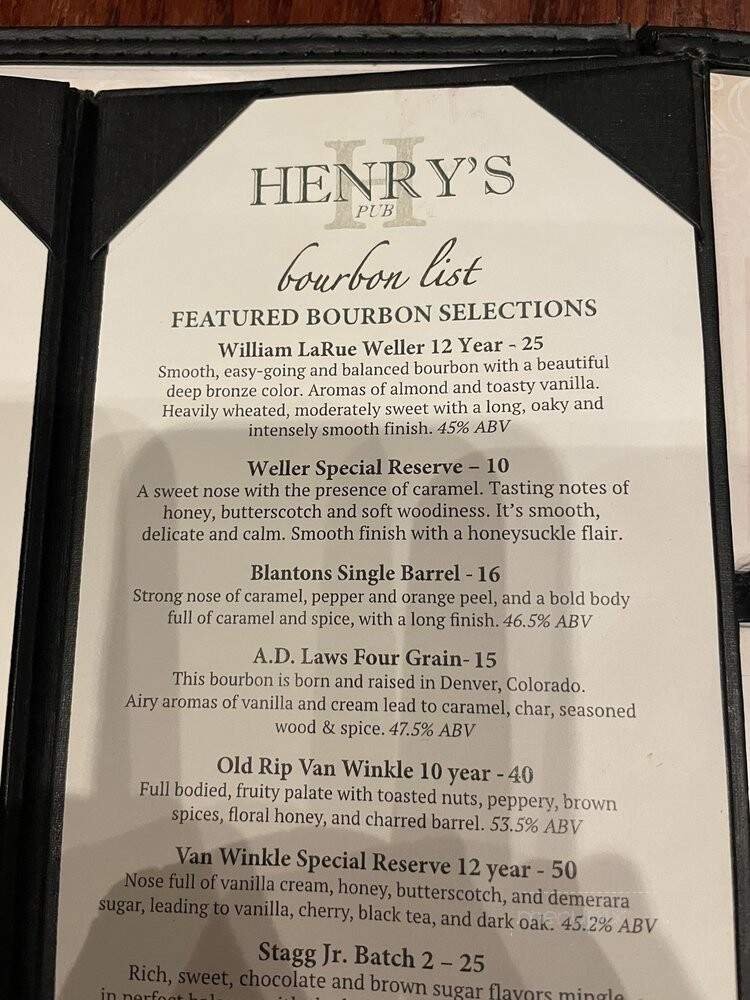 H
HENRY'S
PUB
bourbon list
FEATURED BOURBON SELECTIONS
William LaRue Weller 12 Year - 25
Smooth, easy-going and balanced bourbon with a beautiful
deep bronze color. Aromas of almond and toasty vanilla.
Heavily wheated, moderately sweet with a long, oaky and
intensely smooth finish. 45% ABV
Weller Special Reserve – 10
A sweet nose with the presence of caramel. Tasting notes of
honey, butterscotch and soft woodiness. It's smooth,
delicate and calm. Smooth finish with a honeysuckle flair.
Blantons Single Barrel - 16
Strong nose of caramel, pepper and orange peel, and a bold body
full of caramel and spice, with a long finish. 46.5% ABV
A.D. Laws Four Grain- 15
This bourbon is born and raised in Denver, Colorado.
Airy aromas of vanilla and cream lead to caramel, char, seasoned
wood & spice. 47.5% ABV
Old Rip Van Winkle 10 year - 40
Full bodied, fruity palate with toasted nuts, peppery, brown
spices, floral honey, and charred barrel. 53.5% ABV
Van Winkle Special Reserve 12 year - 50
Nose full of vanilla cream, honey, butterscotch, and demerara
sugar, leading to vanilla, cherry, black tea, and dark oak. 45.2% ABV
Stagg Jr. Batch 2 – 25
Rich, sweet, chocolate and brown sugar flavors mingle
in perfect